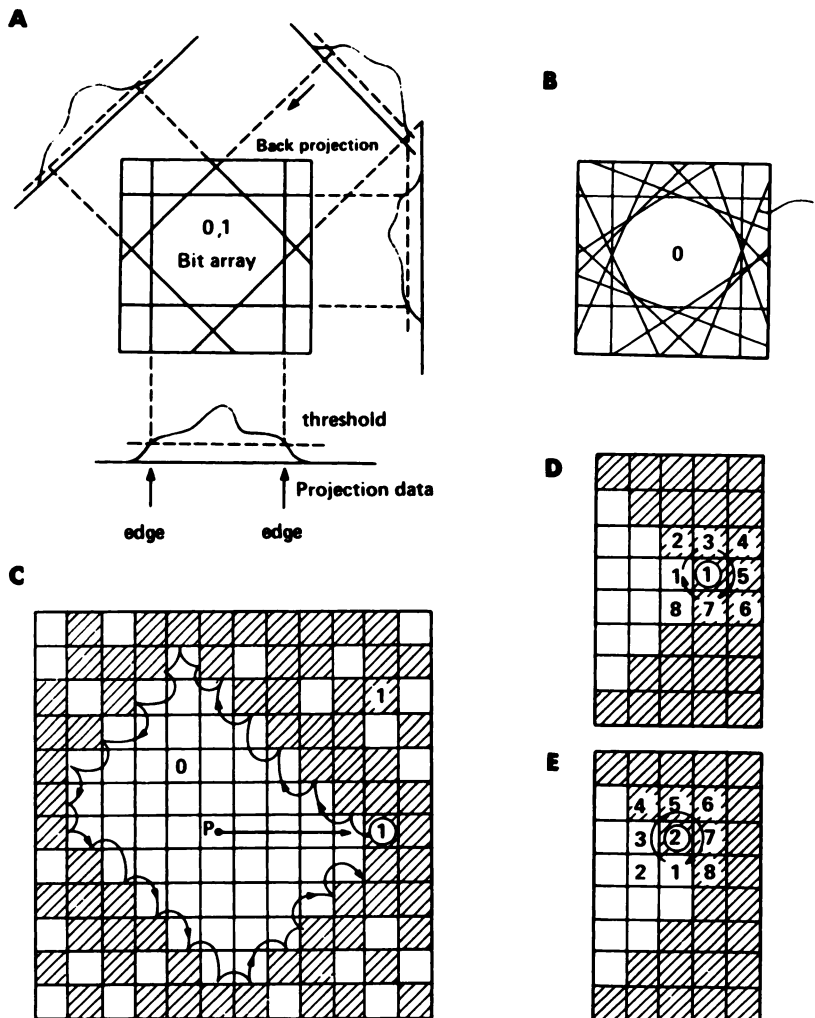 A
B
Back projection
0,1
Bit array
0
threshold
Projection data
edge
edge
D
2 3 4
1 1 5
8 7 6
C
1
0
P
1
E
4 5 6
3 2 7
2 1 8